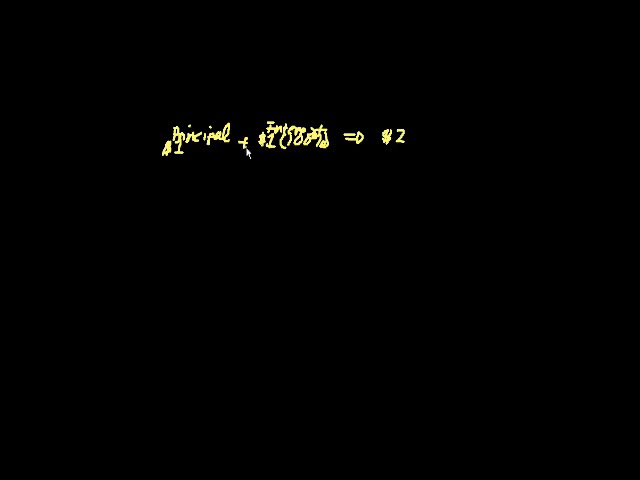 Principal Interest
$1 + $1(100%) => $2